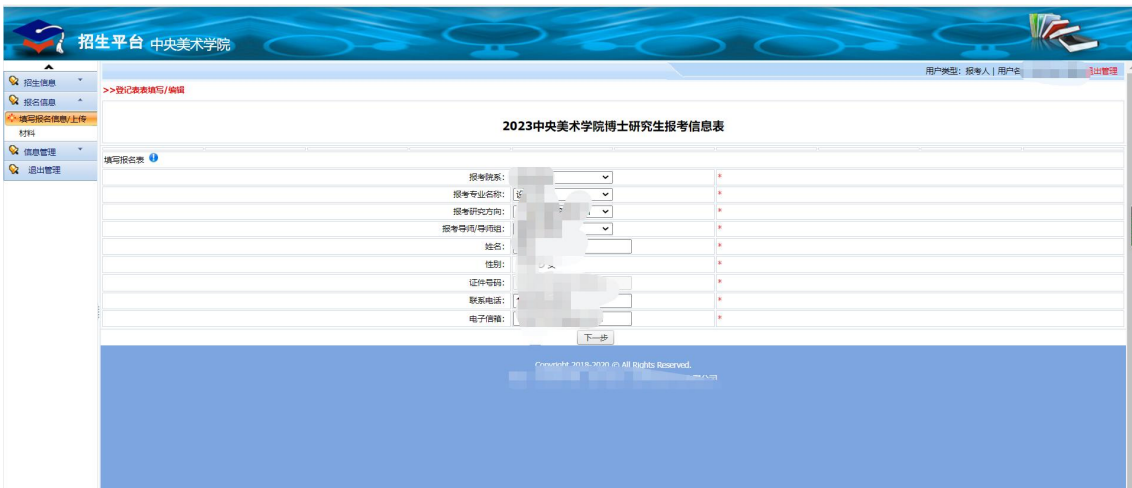 招生平台 中央美术学院
用户类型：报考人 | 用户名
退出管理
招生信息
报名信息
填写报名信息/上传
材料
信息管理
退出管理
>>登记表表填写/编辑
2023中央美术学院博士研究生报考信息表
填写报名表
报考院系： *
报考专业名称： 设 *
报考研究方向： *
报考导师/导师组： *
姓名： *
性别： 女 *
证件号码： *
联系电话： *
电子信箱： *
下一步
Copyright 2018-2020 © All Rights Reserved.